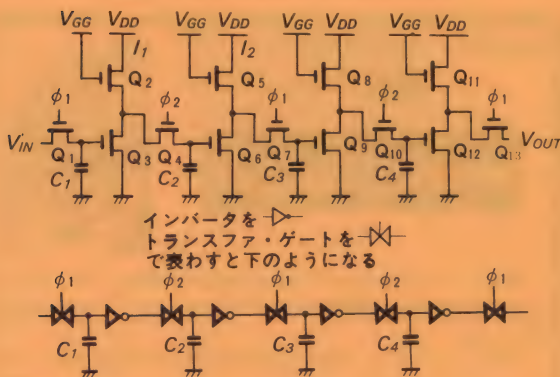 VGG VDD VGG VDD VGG VDD VGG VDD
I1 I2
Q2 Q5 Q8 Q11
φ1 φ2 φ1 φ2 φ1
VIN Q1 Q3 Q4 Q6 Q7 Q9 Q10 Q12 Q13 VOUT
C1 C2 C3 C4
インバータを
トランスファ・ゲートを
で表わすと下のようになる
φ1 φ2 φ1 φ2 φ1
C1 C2 C3 C4